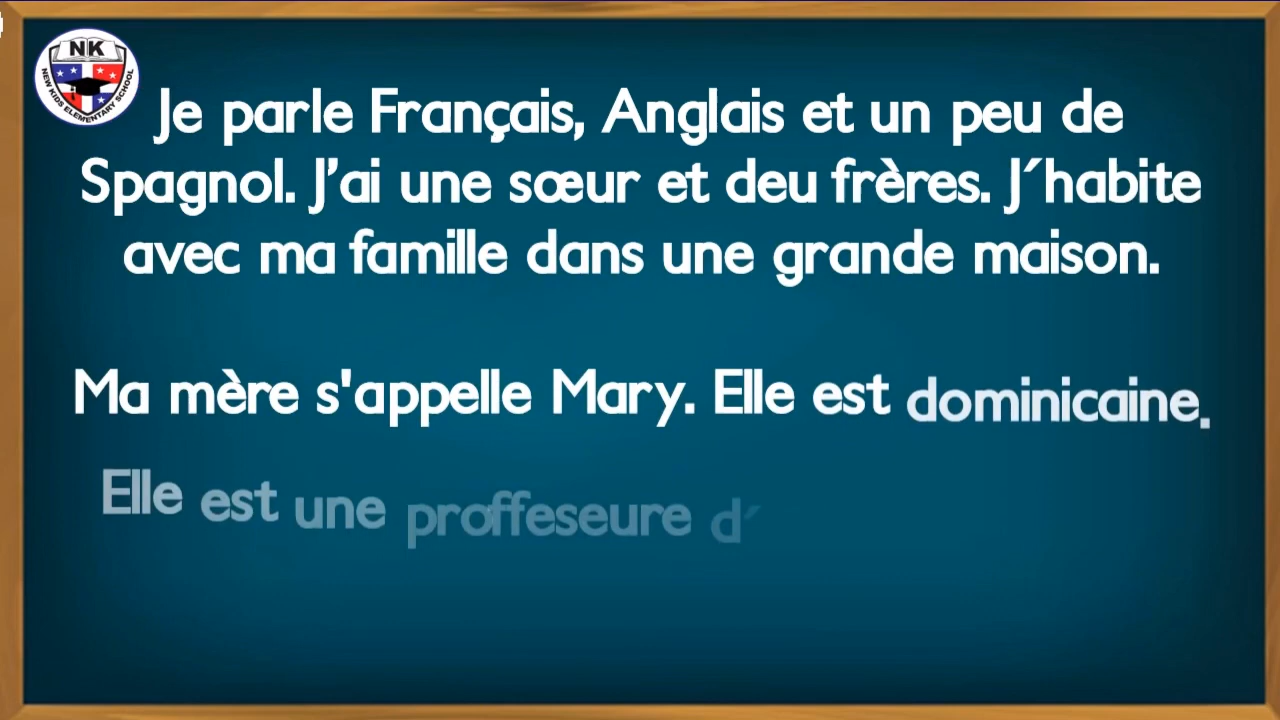 NK
NEW KIDS ELEMENTARY SCHOOL
Je parle Français, Anglais et un peu de
Spagnol. J’ai une sœur et deu frères. J´habite
avec ma famille dans une grande maison.
Ma mère s'appelle Mary. Elle est dominicaine.
Elle est une proffeseure d´